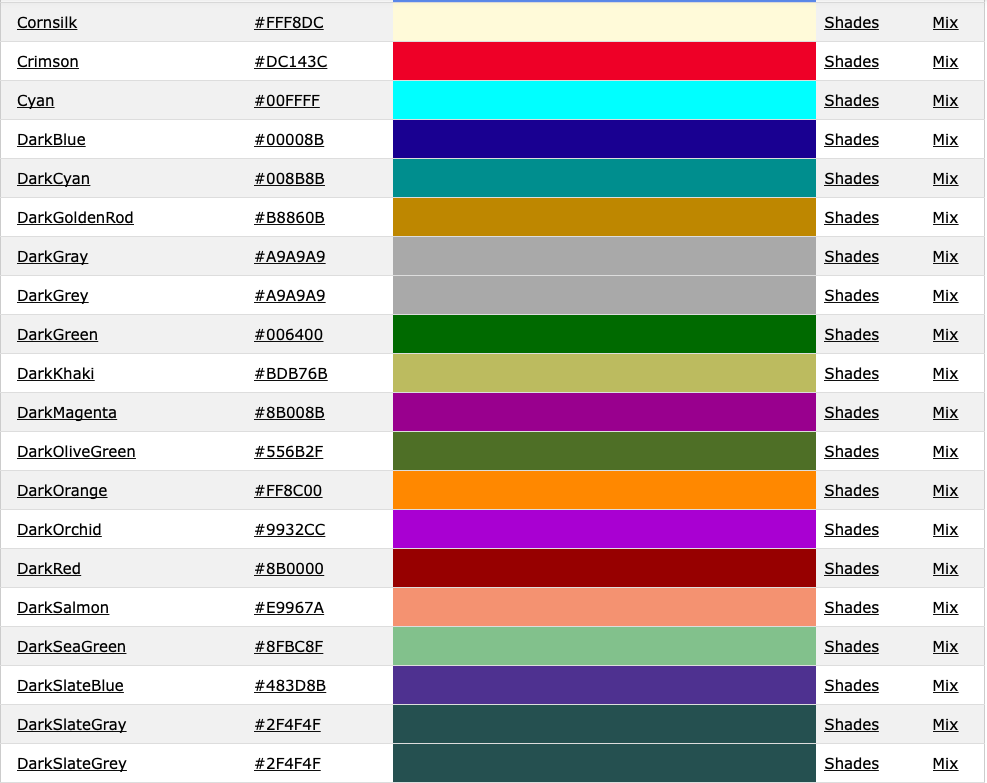 Cornsilk #FFF8DC Shades Mix
Crimson #DC143C Shades Mix
Cyan #00FFFF Shades Mix
DarkBlue #00008B Shades Mix
DarkCyan #008B8B Shades Mix
DarkGoldenRod #B8860B Shades Mix
DarkGray #A9A9A9 Shades Mix
DarkGrey #A9A9A9 Shades Mix
DarkGreen #006400 Shades Mix
DarkKhaki #BDB76B Shades Mix
DarkMagenta #8B008B Shades Mix
DarkOliveGreen #556B2F Shades Mix
DarkOrange #FF8C00 Shades Mix
DarkOrchid #9932CC Shades Mix
DarkRed #8B0000 Shades Mix
DarkSalmon #E9967A Shades Mix
DarkSeaGreen #8FBC8F Shades Mix
DarkSlateBlue #483D8B Shades Mix
DarkSlateGray #2F4F4F Shades Mix
DarkSlateGrey #2F4F4F Shades Mix